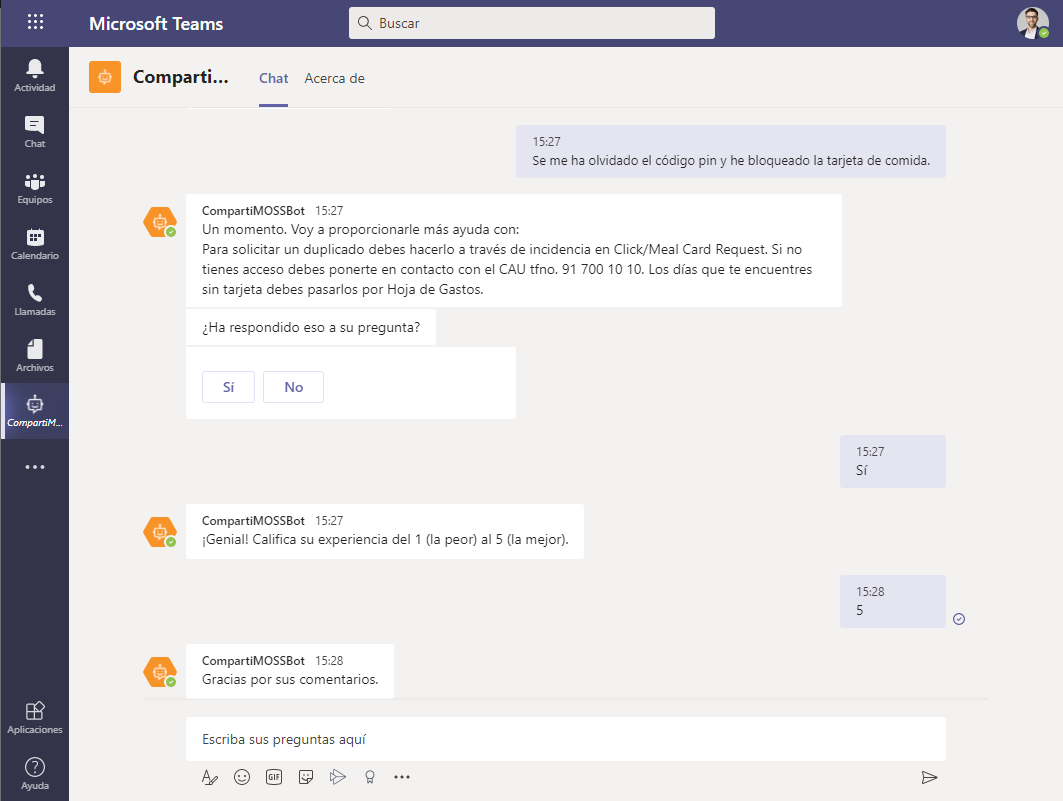 Microsoft Teams
Buscar
Actividad
Chat
Equipos
Calendario
Llamadas
Archivos
CompartiM...
Aplicaciones
Ayuda
Comparti...
Chat
Acerca de
15:27
Se me ha olvidado el código pin y he bloqueado la tarjeta de comida.
CompartiMOSSBot 15:27
Un momento. Voy a proporcionarle más ayuda con:
Para solicitar un duplicado debes hacerlo a través de incidencia en Click/Meal Card Request. Si no
tienes acceso debes ponerte en contacto con el CAU tfno. 91 700 10 10. Los días que te encuentres
sin tarjeta debes pasarlos por Hoja de Gastos.
¿Ha respondido eso a su pregunta?
Sí
No
15:27
Sí
CompartiMOSSBot 15:27
¡Genial! Califica su experiencia del 1 (la peor) al 5 (la mejor).
15:28
5
CompartiMOSSBot 15:28
Gracias por sus comentarios.
Escriba sus preguntas aquí
GIF